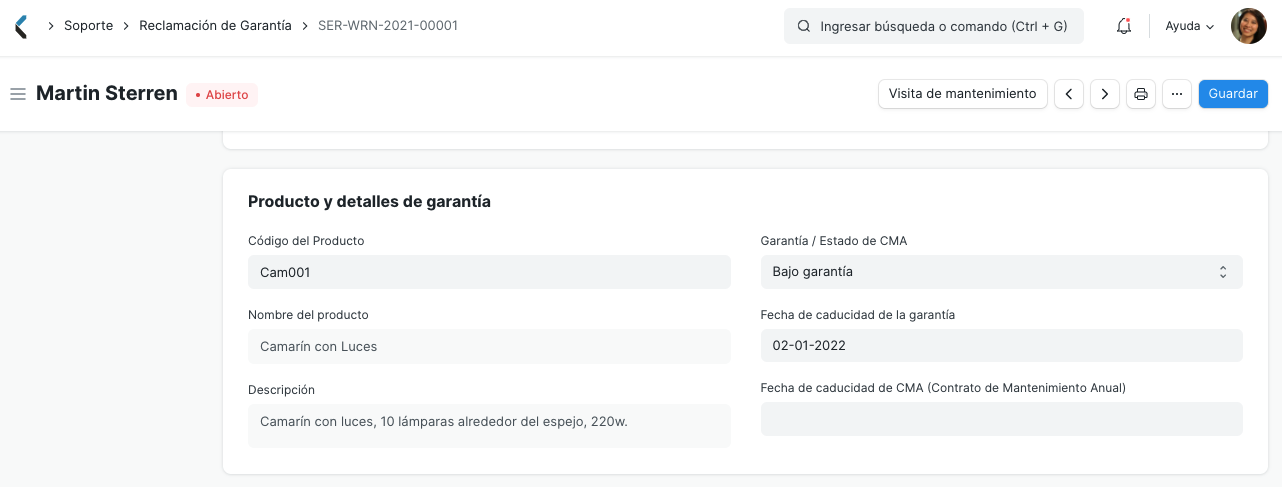 Soporte
Reclamación de Garantía
SER-WRN-2021-00001
Ingresar búsqueda o comando (Ctrl + G)
Ayuda
Martin Sterren
Abierto
Visita de mantenimiento
Guardar
Producto y detalles de garantía
Código del Producto
Cam001
Nombre del producto
Camarín con Luces
Descripción
Camarín con luces, 10 lámparas alrededor del espejo, 220w.
Garantía / Estado de CMA
Bajo garantía
Fecha de caducidad de la garantía
02-01-2022
Fecha de caducidad de CMA (Contrato de Mantenimiento Anual)